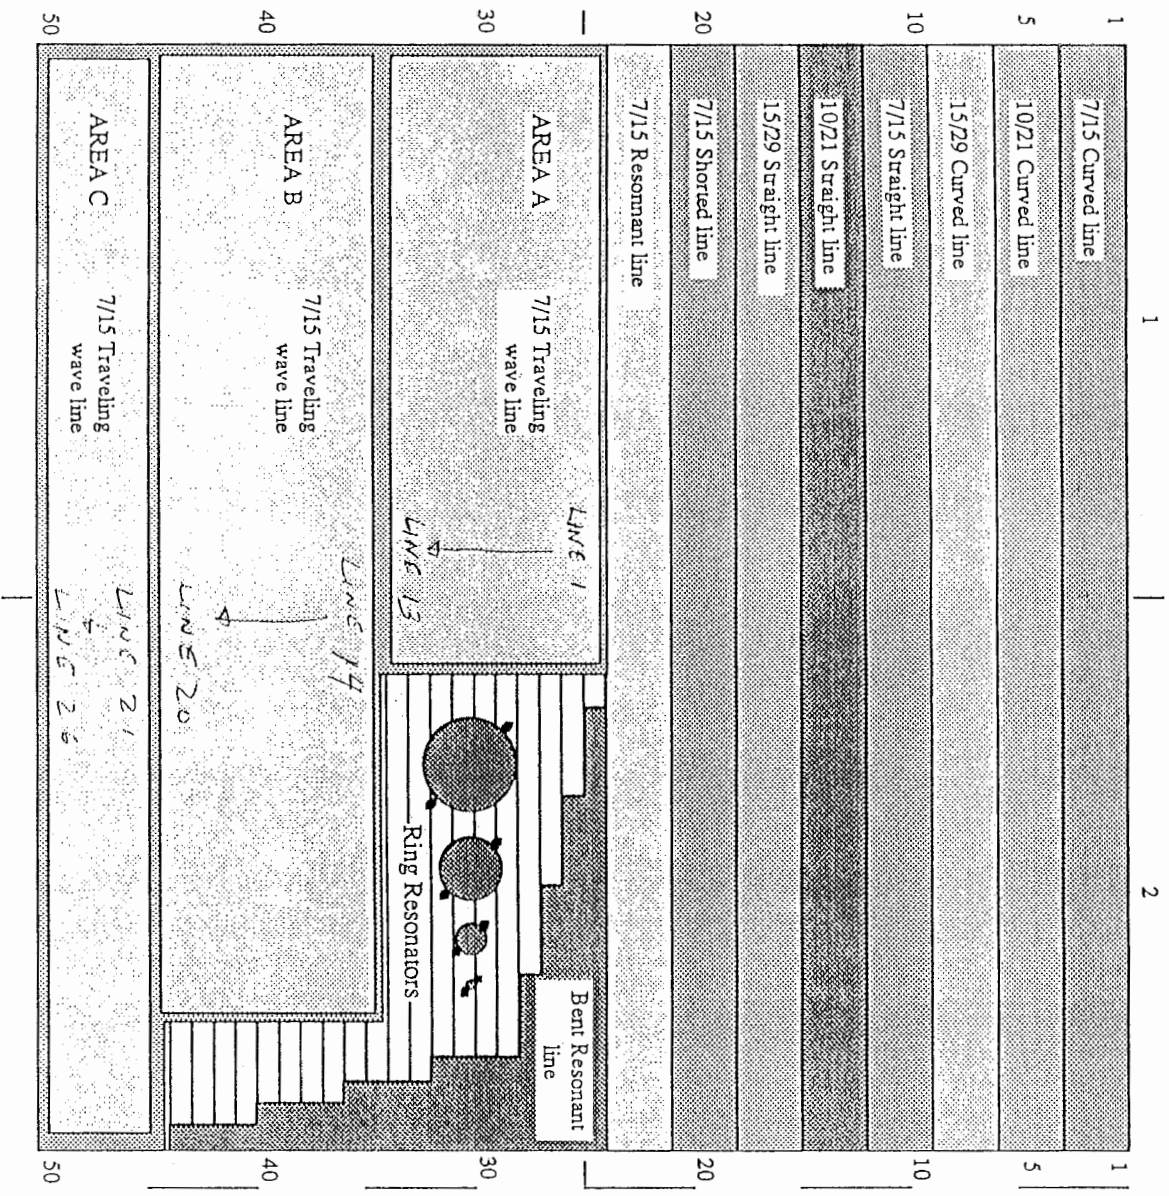 1
5
10
20
30
40
50
7/15 Curved line
10/21 Curved line
15/29 Curved line
7/15 Straight line
10/21 Straight line
15/29 Straight line
7/15 Shorted line
7/15 Resonnant line
AREA A
7/15 Traveling
wave line
LINE 1
LINE 13
AREA B
7/15 Traveling
wave line
LINE 14
LINE 20
AREA C
7/15 Traveling
wave line
LINE 21
LINE 26
Ring Resonators
Bent Resonant
line
1
2
1
5
10
20
30
40
50